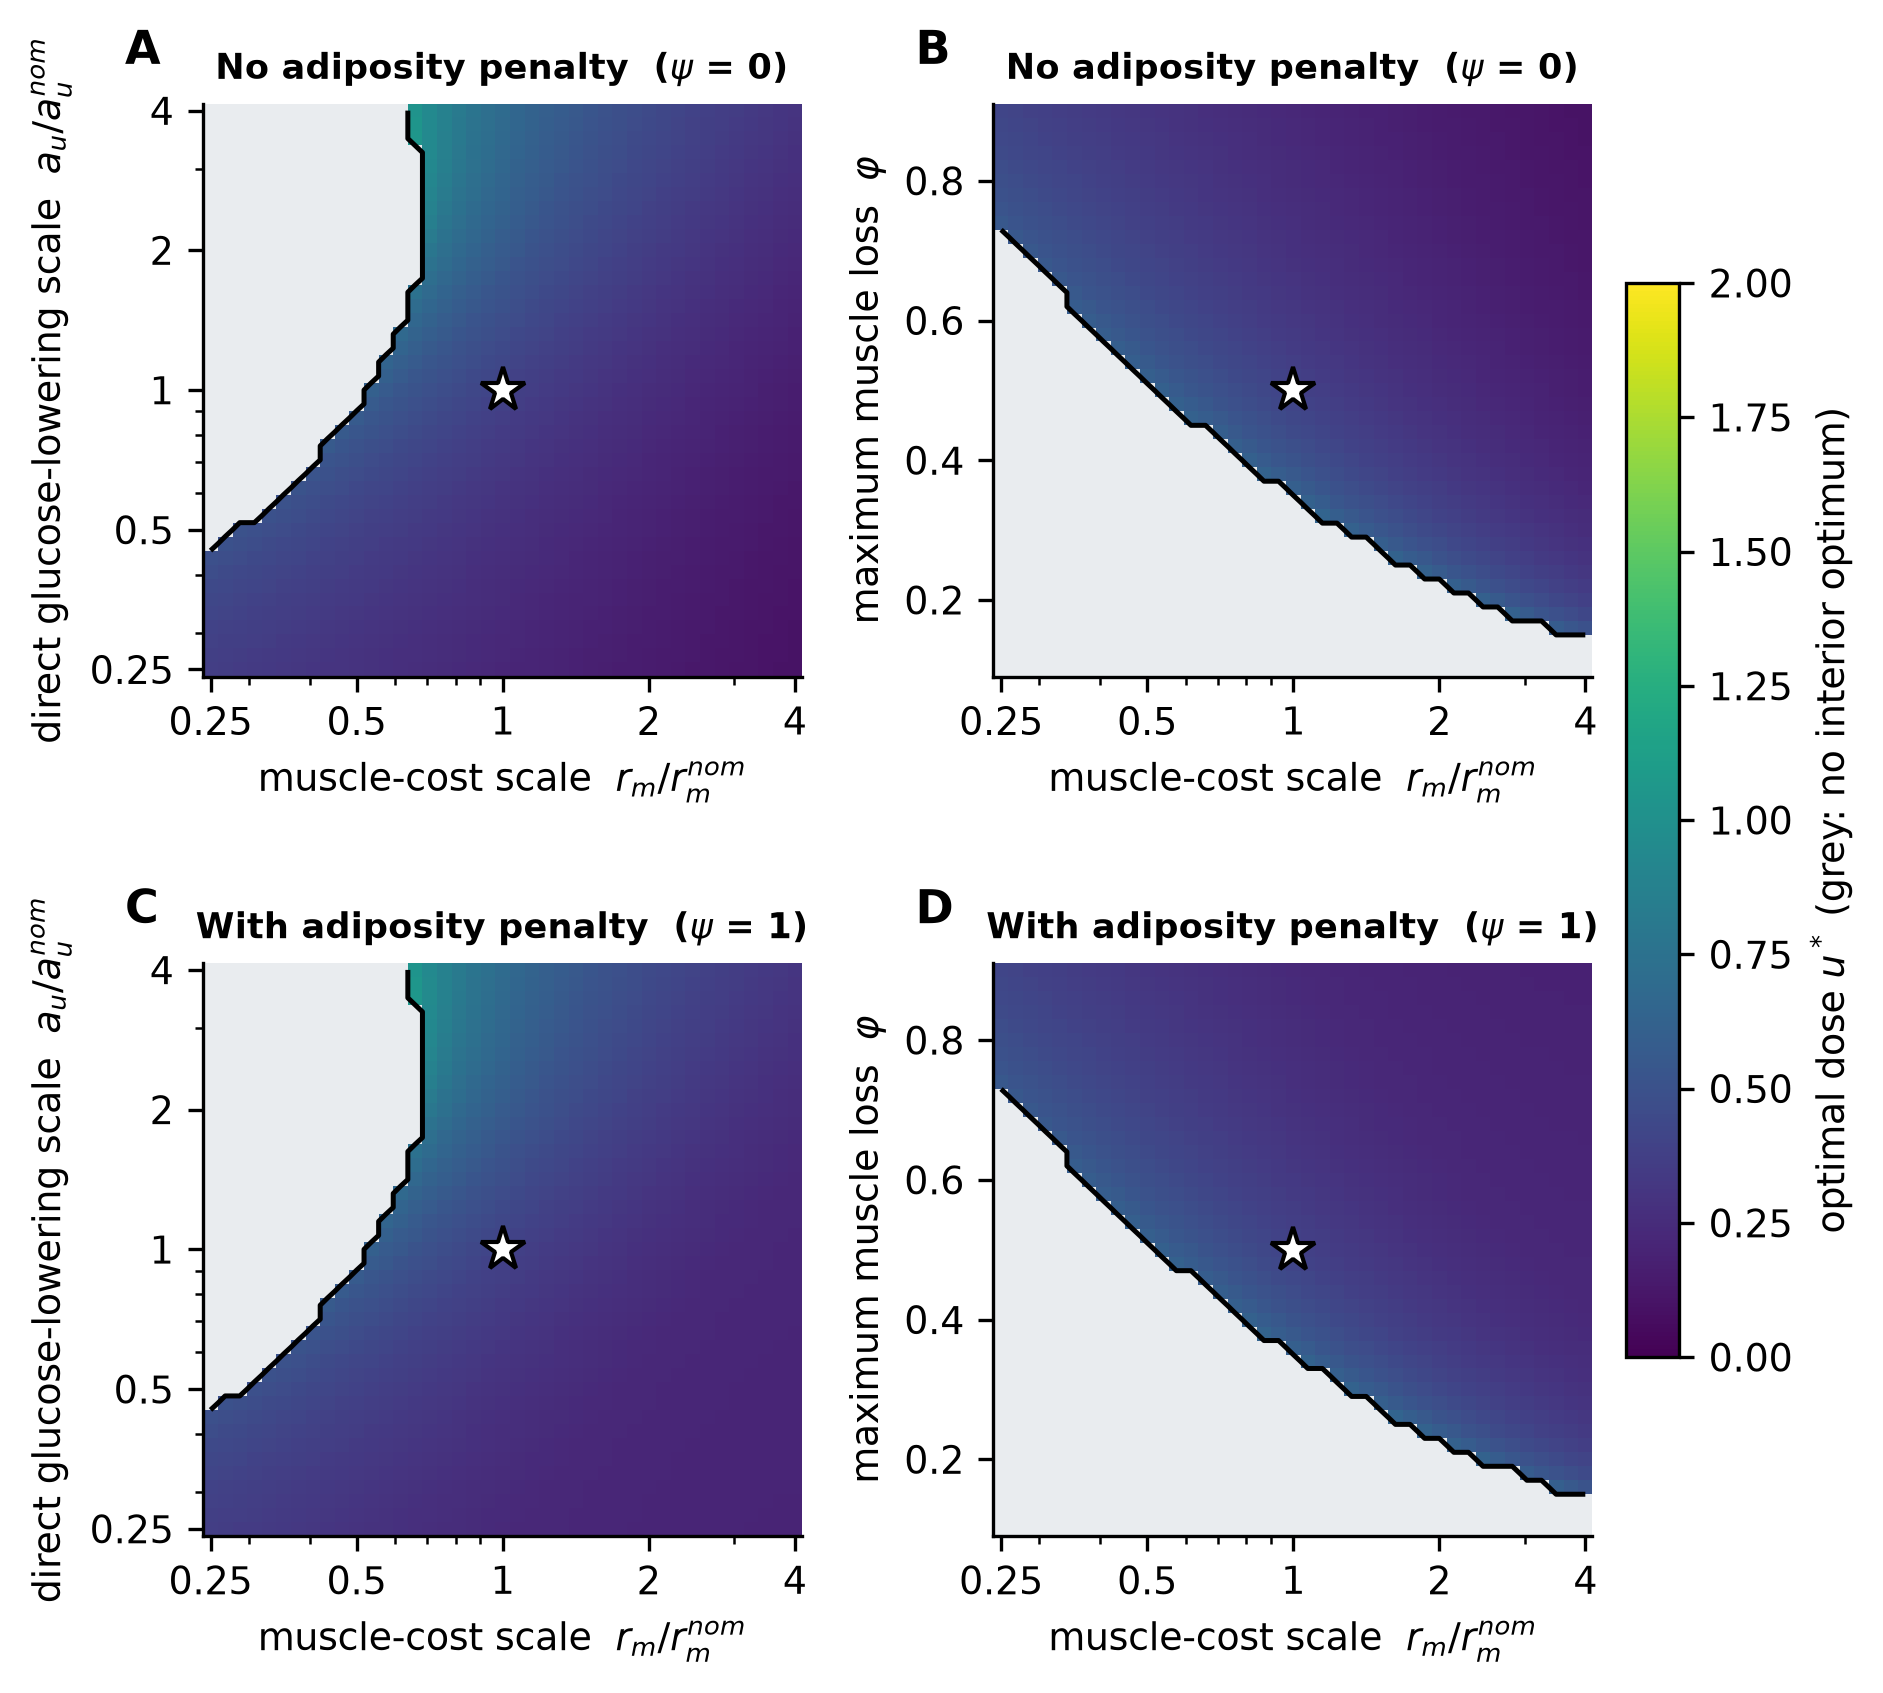 A
No adiposity penalty (ψ = 0)
direct glucose-lowering scale a_u/a_u^nom
4
2
1
0.5
0.25
0.25 0.5 1 2 4
muscle-cost scale r_m/r_m^nom
B
No adiposity penalty (ψ = 0)
maximum muscle loss φ
0.8
0.6
0.4
0.2
0.25 0.5 1 2 4
muscle-cost scale r_m/r_m^nom
C
With adiposity penalty (ψ = 1)
direct glucose-lowering scale a_u/a_u^nom
4
2
1
0.5
0.25
0.25 0.5 1 2 4
muscle-cost scale r_m/r_m^nom
D
With adiposity penalty (ψ = 1)
maximum muscle loss φ
0.8
0.6
0.4
0.2
0.25 0.5 1 2 4
muscle-cost scale r_m/r_m^nom
2.00
1.75
1.50
1.25
1.00
0.75
0.50
0.25
0.00
optimal dose u* (grey: no interior optimum)